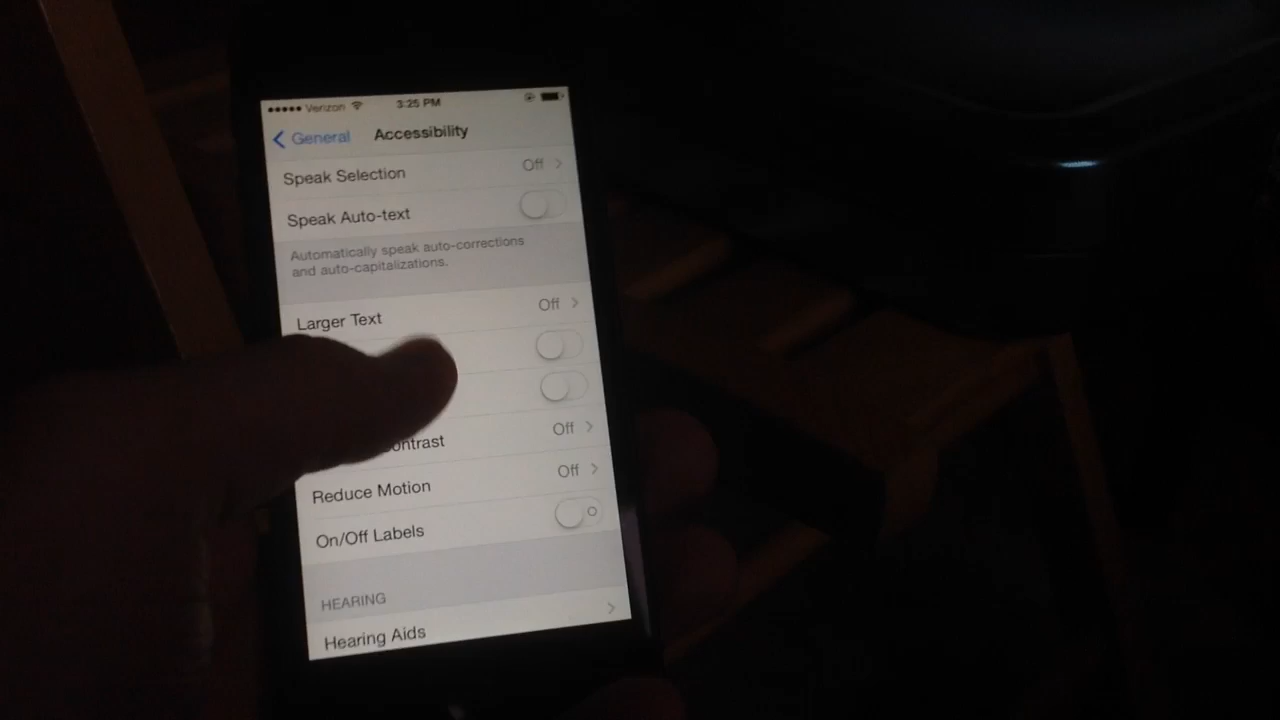 Verizon 3:25 PM
General Accessibility
Speak Selection Off
Speak Auto-text
Automatically speak auto-corrections
and auto-capitalizations.
Larger Text Off
Off
Reduce Motion Off
On/Off Labels
HEARING
Hearing Aids